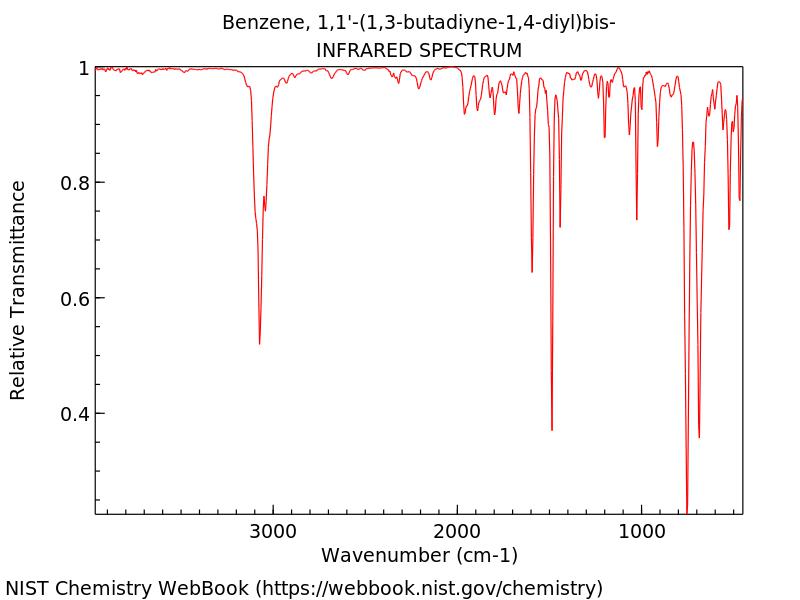 Benzene, 1,1'-(1,3-butadiyne-1,4-diyl)bis-
INFRARED SPECTRUM
1
0.8
0.6
0.4
Relative Transmittance
3000 2000 1000
Wavenumber (cm-1)
NIST Chemistry WebBook (https://webbook.nist.gov/chemistry)